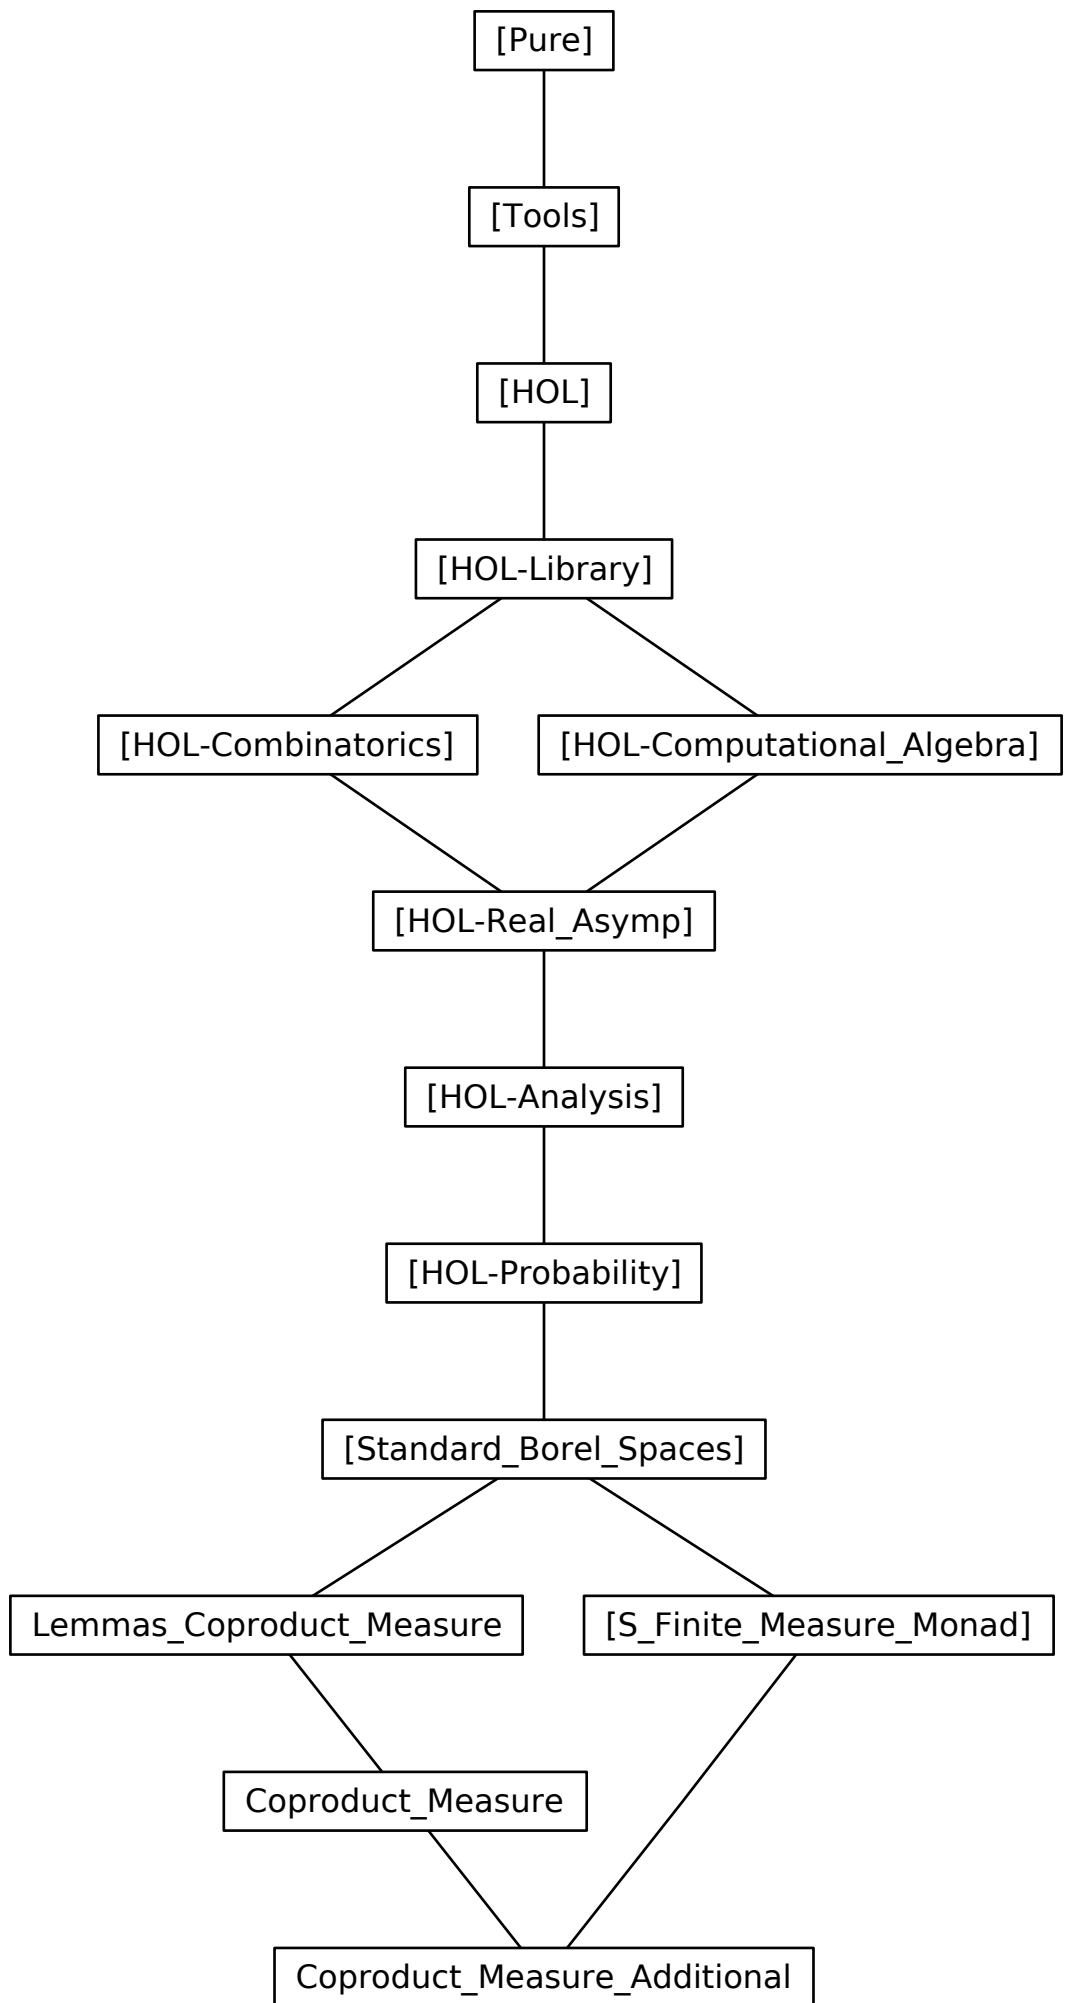 [Pure]
[Tools]
[HOL]
[HOL-Library]
[HOL-Combinatorics]
[HOL-Computational_Algebra]
[HOL-Real_Asymp]
[HOL-Analysis]
[HOL-Probability]
[Standard_Borel_Spaces]
Lemmas_Coproduct_Measure
[S_Finite_Measure_Monad]
Coproduct_Measure
Coproduct_Measure_Additional